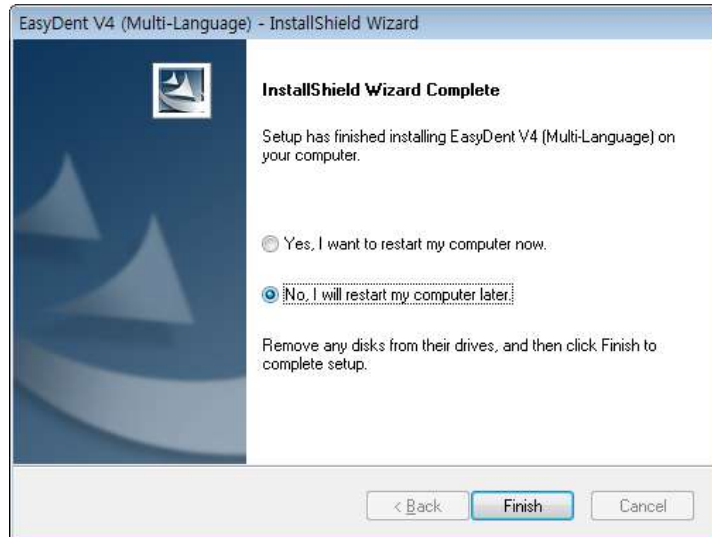 EasyDent V4 (Multi-Language) - InstallShield Wizard
InstallShield Wizard Complete
Setup has finished installing EasyDent V4 (Multi-Language) on
your computer.
Yes, I want to restart my computer now.
No, I will restart my computer later.
Remove any disks from their drives, and then click Finish to
complete setup.
< Back
Finish
Cancel